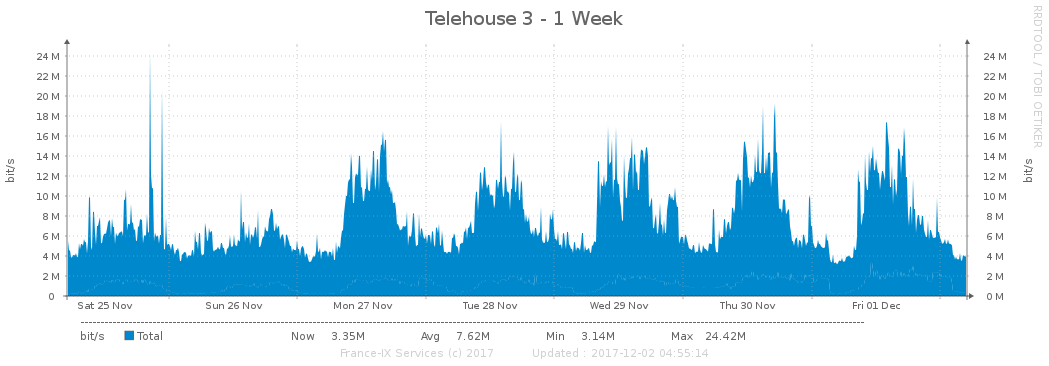 Telehouse 3 - 1 Week
RRDTOOL / TOBI OETIKER
bit/s
24 M 24 M
22 M 22 M
20 M 20 M
18 M 18 M
16 M 16 M
14 M 14 M
12 M 12 M
10 M 10 M
8 M 8 M
6 M 6 M
4 M 4 M
2 M 2 M
0 0 M
bit/s
Sat 25 Nov Sun 26 Nov Mon 27 Nov Tue 28 Nov Wed 29 Nov Thu 30 Nov Fri 01 Dec
bit/s Total Now 3.35M Avg 7.62M Min 3.14M Max 24.42M
France-IX Services (c) 2017 Updated : 2017-12-02 04:55:14